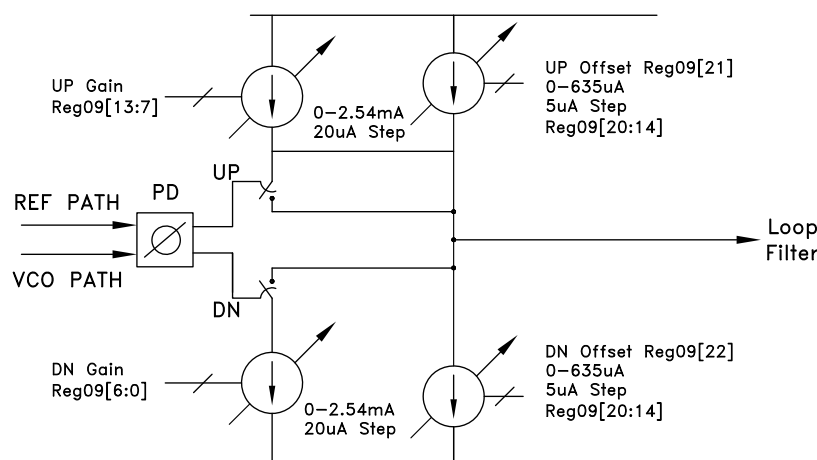 UP Gain
Reg09[13:7]
0-2.54mA
20uA Step
UP Offset Reg09[21]
0-635uA
5uA Step
Reg09[20:14]
UP
PD
REF PATH
VCO PATH
DN
Loop
Filter
DN Gain
Reg09[6:0]
0-2.54mA
20uA Step
DN Offset Reg09[22]
0-635uA
5uA Step
Reg09[20:14]